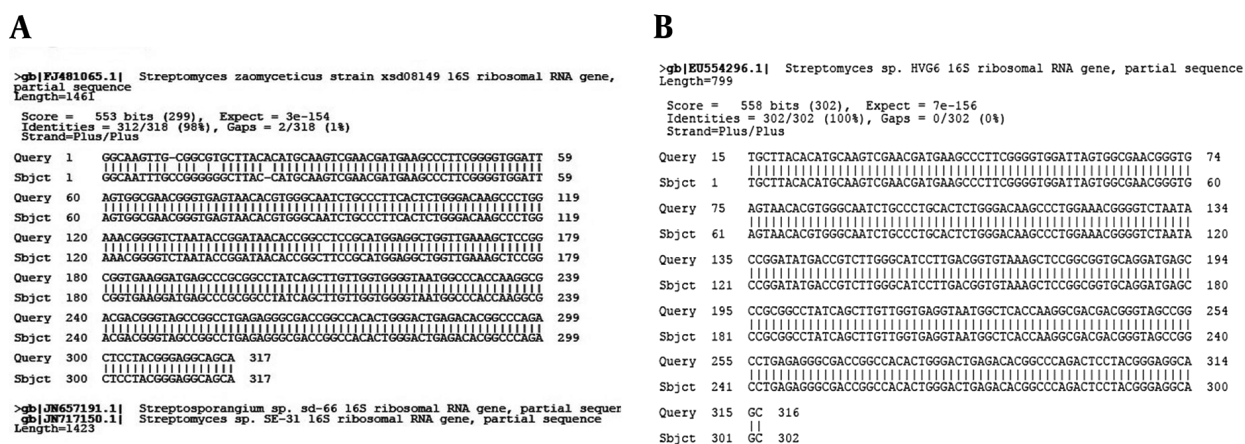 A
>gb|FJ481065.1| Streptomyces zaomyceticus strain xsd08149 16S ribosomal RNA gene,
partial sequence
Length=1461
Score = 553 bits (299), Expect = 3e-154
Identities = 312/318 (98%), Gaps = 2/318 (1%)
Strand=Plus/Plus
Query 1 GGCAAGTTG-CGGCGTGCTTACACATGCAAGTCGAACGATGAAGCCCTTCGGGGTGGATT 59
Sbjct 1 GGCAATTTGCCGGGGGGCTTAC-CATGCAAGTCGAACGATGAAGCCCTTCGGGGTGGATT 59
Query 60 AGTGGCGAACGGGTGAGTAACACGTGGGCAATCTGCCCTTCACTCTGGGACAAGCCCTGG 119
Sbjct 60 AGTGGCGAACGGGTGAGTAACACGTGGGCAATCTGCCCTTCACTCTGGGACAAGCCCTGG 119
Query 120 AAACGGGGTCTAATACCGGATAACACCGGCCTCCGCATGGAGGCTGGTTGAAAGCTCCGG 179
Sbjct 120 AAACGGGGTCTAATACCGGATAACACCGGCTTCCGCATGGAGGCTGGTTGAAAGCTCCGG 179
Query 180 CGGTGAAGGATGAGCCCGCGGCCTATCAGCTTGTTGGTGGGGTAATGGCCCACCAAGGCG 239
Sbjct 180 CGGTGAAGGATGAGCCCGCGGCCTATCAGCTTGTTGGTGGGGTAATGGCCCACCAAGGCG 239
Query 240 ACGACGGGTAGCCGGCCTGAGAGGGCGACCGGCCACACTGGGACTGAGACACGGCCCAGA 299
Sbjct 240 ACGACGGGTAGCCGGCCTGAGAGGGCGACCGGCCACACTGGGACTGAGACACGGCCCAGA 299
Query 300 CTCCTACGGGAGGCAGCA 317
Sbjct 300 CTCCTACGGGAGGCAGCA 317
>gb|JN657191.1| Streptosporangium sp. sd-66 16S ribosomal RNA gene, partial sequen
gb|JN717150.1| Streptomyces sp. SE-31 16S ribosomal RNA gene, partial sequence
Length=1423
B
>gb|EU554296.1| Streptomyces sp. HVG6 16S ribosomal RNA gene, partial sequence
Length=799
Score = 558 bits (302), Expect = 7e-156
Identities = 302/302 (100%), Gaps = 0/302 (0%)
Strand=Plus/Plus
Query 15 TGCTTACACATGCAAGTCGAACGATGAAGCCCTTCGGGGTGGATTAGTGGCGAACGGGTG 74
Sbjct 1 TGCTTACACATGCAAGTCGAACGATGAAGCCCTTCGGGGTGGATTAGTGGCGAACGGGTG 60
Query 75 AGTAACACGTGGGCAATCTGCCCTGCACTCTGGGACAAGCCCTGGAAACGGGGTCTAATA 134
Sbjct 61 AGTAACACGTGGGCAATCTGCCCTGCACTCTGGGACAAGCCCTGGAAACGGGGTCTAATA 120
Query 135 CCGGATATGACCGTCTTGGGCATCCTTGACGGTGTAAAGCTCCGGCGGTGCAGGATGAGC 194
Sbjct 121 CCGGATATGACCGTCTTGGGCATCCTTGACGGTGTAAAGCTCCGGCGGTGCAGGATGAGC 180
Query 195 CCGCGGCCTATCAGCTTGTTGGTGAGGTAATGGCTCACCAAGGCGACGACGGGTAGCCGG 254
Sbjct 181 CCGCGGCCTATCAGCTTGTTGGTGAGGTAATGGCTCACCAAGGCGACGACGGGTAGCCGG 240
Query 255 CCTGAGAGGGCGACCGGCCACACTGGGACTGAGACACGGCCCAGACTCCTACGGGAGGCA 314
Sbjct 241 CCTGAGAGGGCGACCGGCCACACTGGGACTGAGACACGGCCCAGACTCCTACGGGAGGCA 300
Query 315 GC 316
Sbjct 301 GC 302